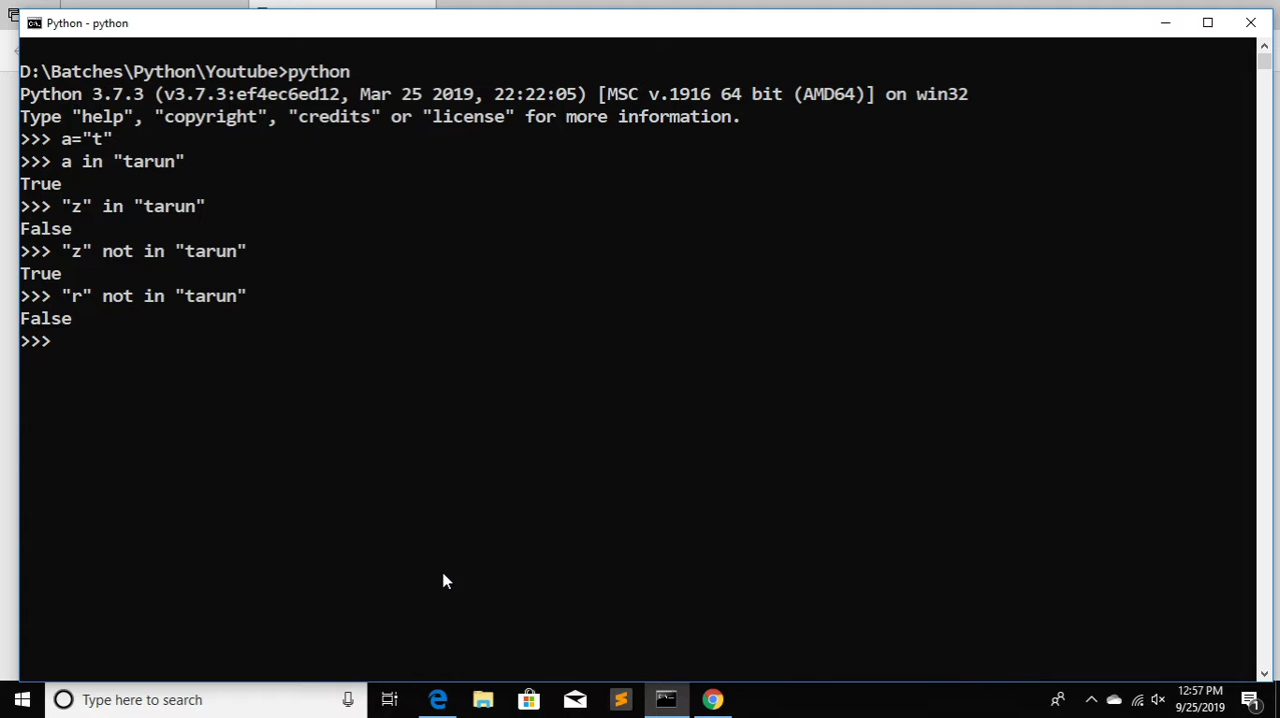 Python - python
D:\Batches\Python\Youtube>python
Python 3.7.3 (v3.7.3:ef4ec6ed12, Mar 25 2019, 22:22:05) [MSC v.1916 64 bit (AMD64)] on win32
Type "help", "copyright", "credits" or "license" for more information.
>>> a="t"
>>> a in "tarun"
True
>>> "z" in "tarun"
False
>>> "z" not in "tarun"
True
>>> "r" not in "tarun"
False
>>>
Type here to search
12:57 PM
9/25/2019
1